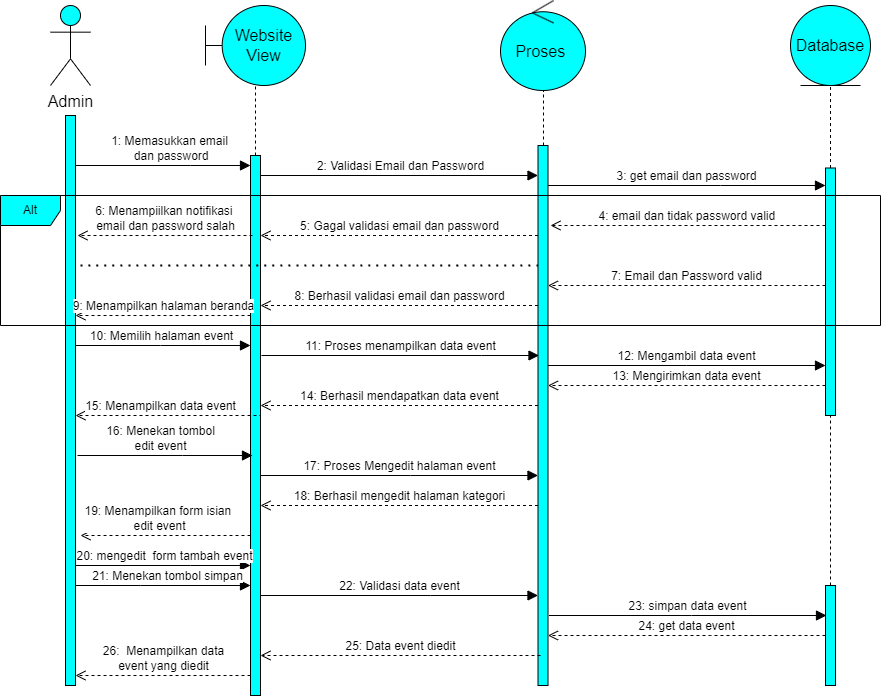 Website
View
Proses
Database
Admin
1: Memasukkan email
dan password
2: Validasi Email dan Password
3: get email dan password
Alt
6: Menampiilkan notifikasi
email dan password salah
5: Gagal validasi email dan password
4: email dan tidak password valid
7: Email dan Password valid
8: Berhasil validasi email dan password
9: Menampilkan halaman beranda
10: Memilih halaman event
11: Proses menampilkan data event
12: Mengambil data event
13: Mengirimkan data event
14: Berhasil mendapatkan data event
15: Menampilkan data event
16: Menekan tombol
edit event
17: Proses Mengedit halaman event
18: Berhasil mengedit halaman kategori
19: Menampilkan form isian
edit event
20: mengedit  form tambah event
21: Menekan tombol simpan
22: Validasi data event
23: simpan data event
24: get data event
25: Data event diedit
26:  Menampilkan data
event yang diedit